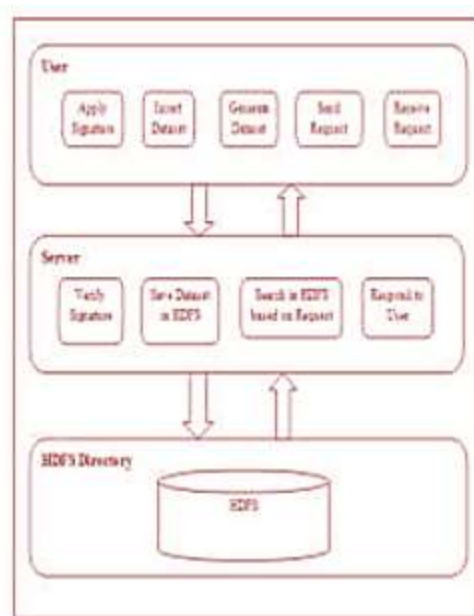 User
Apply
Signature
Insert
Dataset
Generate
Dataset
Send
Request
Receive
Request
Server
Verify
Signature
Save Dataset
in HDFS
Search in HDFS
based on Request
Respond to
User
HDFS Directory
HDFS